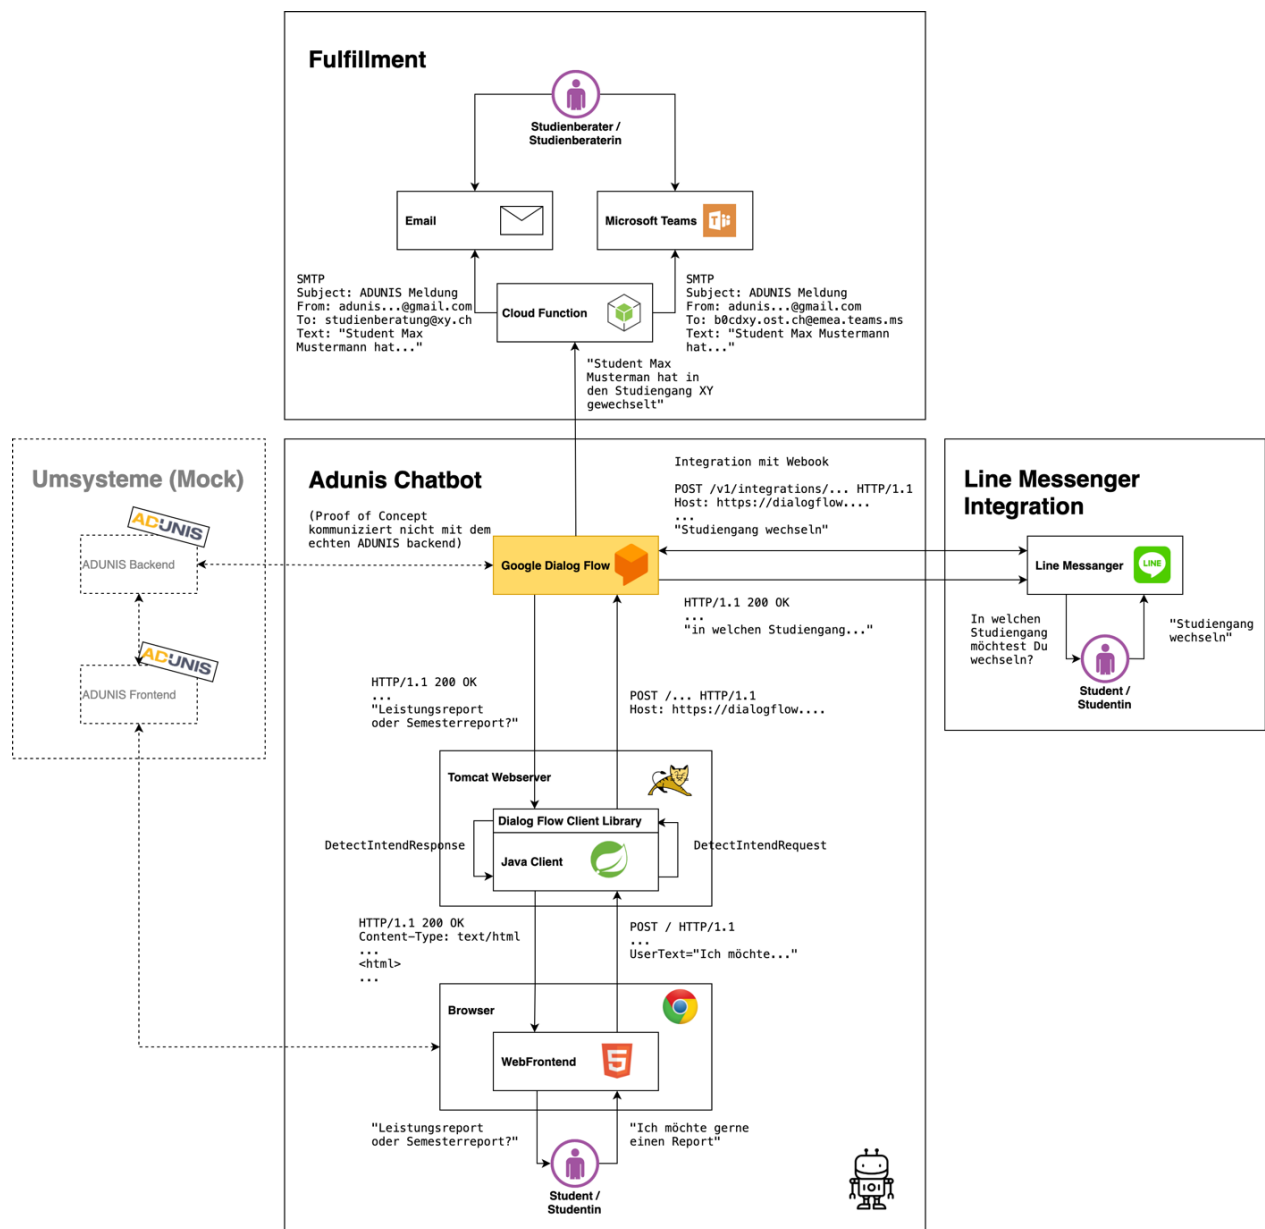 Fulfillment
Studienberater /
Studienberaterin
Email
Microsoft Teams
SMTP
Subject: ADUNIS Meldung
From: adunis...@gmail.com
To: studienberatung@xy.ch
Text: "Student Max
Mustermann hat..."
Cloud Function
SMTP
Subject: ADUNIS Meldung
From: adunis...@gmail.com
To: b0cdxy.ost.ch@emea.teams.ms
Text: "Student Max Mustermann
hat..."
"Student Max
Musterman hat in
den Studiengang XY
gewechselt"
Umsysteme (Mock)
ADUNIS
ADUNIS Backend
ADUNIS
ADUNIS Frontend
Adunis Chatbot
(Proof of Concept
kommuniziert nicht mit dem
echten ADUNIS backend)
Integration mit Webook
POST /v1/integrations/... HTTP/1.1
Host: https://dialogflow....
...
"Studiengang wechseln"
Google Dialog Flow
HTTP/1.1 200 OK
...
"in welchen Studiengang..."
HTTP/1.1 200 OK
...
"Leistungsreport
oder Semesterreport?"
POST /... HTTP/1.1
Host: https://dialogflow....
Tomcat Webserver
Dialog Flow Client Library
DetectIntendResponse
Java Client
DetectIntendRequest
HTTP/1.1 200 OK
Content-Type: text/html
...
<html>
...
POST / HTTP/1.1
...
UserText="Ich möchte..."
Browser
WebFrontend
5
"Leistungsreport
oder Semesterreport?"
"Ich möchte gerne
einen Report"
Student /
Studentin
Line Messenger
Integration
Line Messanger
LINE
In welchen
Studiengang
möchtest Du
wechseln?
"Studiengang
wechseln"
Student /
Studentin